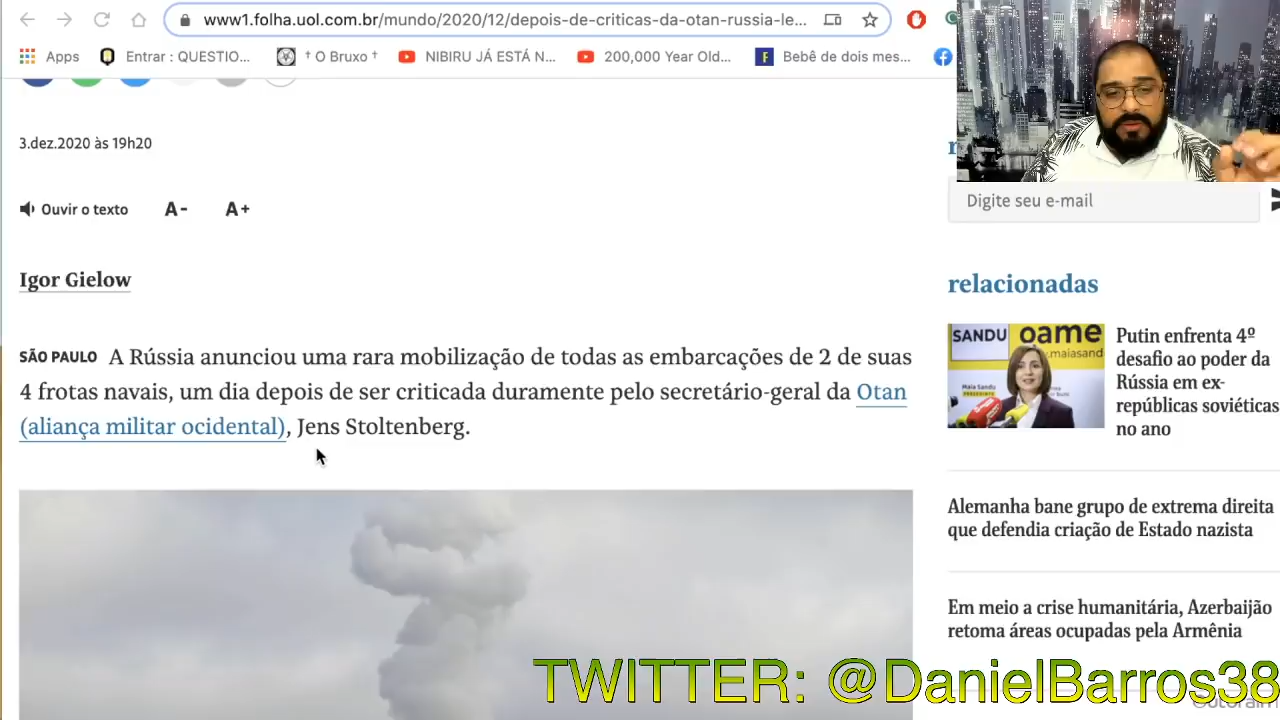 www1.folha.uol.com.br/mundo/2020/12/depois-de-criticas-da-otan-russia-le...
Apps
Entrar : QUESTIO...
† O Bruxo †
NIBIRU JÁ ESTÁ N...
200,000 Year Old...
Bebê de dois mes...
3.dez.2020 às 19h20
Ouvir o texto
A-
A+
Digite seu e-mail
Igor Gielow
SÃO PAULO A Rússia anunciou uma rara mobilização de todas as embarcações de 2 de suas
4 frotas navais, um dia depois de ser criticada duramente pelo secretário-geral da Otan
(aliança militar ocidental), Jens Stoltenberg.
relacionadas
SANDU
oame
maiasand
Maia Sandu
Putin enfrenta 4º
desafio ao poder da
Rússia em ex-
repúblicas soviéticas
no ano
Alemanha bane grupo de extrema direita
que defendia criação de Estado nazista
Em meio a crise humanitária, Azerbaijão
retoma áreas ocupadas pela Armênia
TWITTER: @DanielBarros38